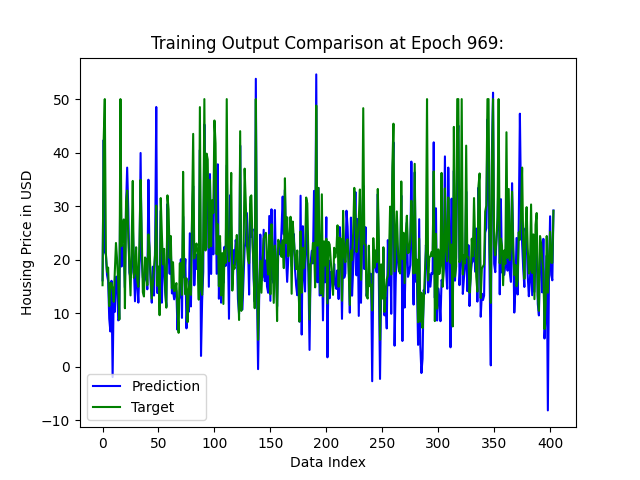 Training Output Comparison at Epoch 969:
Housing Price in USD
50
40
30
20
10
0
−10
Prediction
Target
0 50 100 150 200 250 300 350 400
Data Index